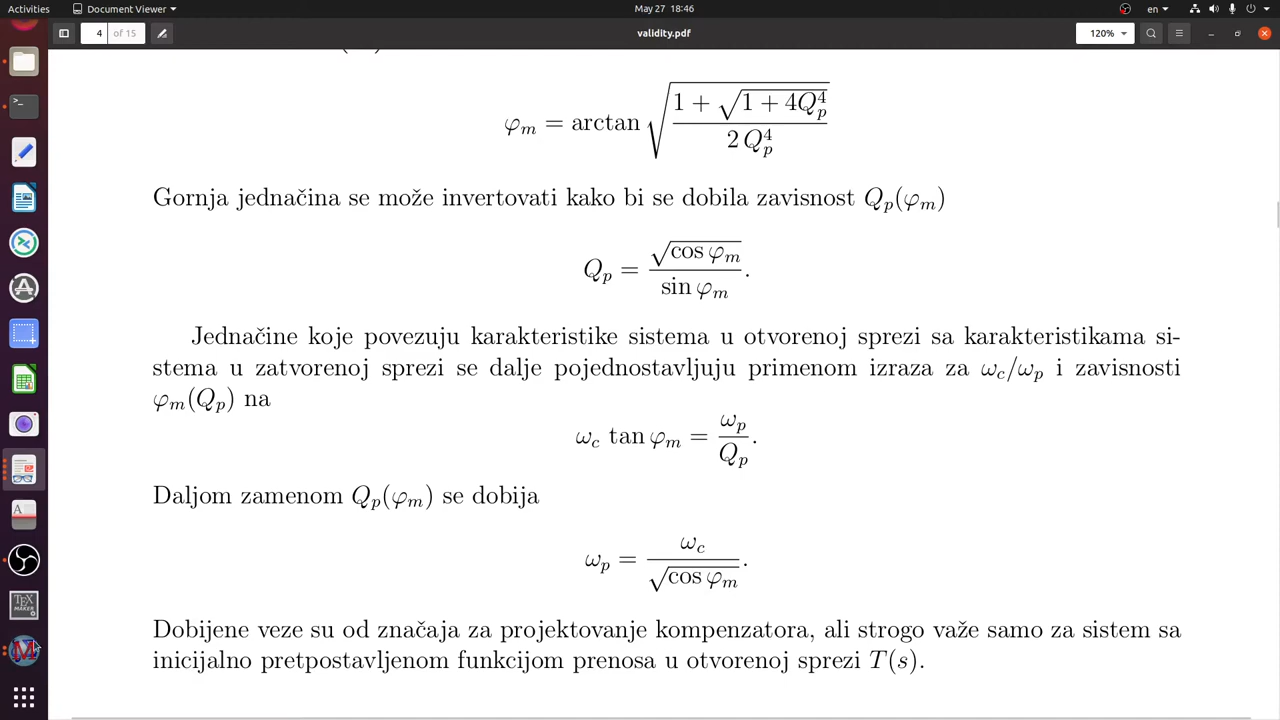 Activities Document Viewer May 27 18:46 en
4 of 15 validity.pdf 120%
φ_m = arctan √((1 + √(1 + 4Q_p^4)) / (2 Q_p^4))
Gornja jednačina se može invertovati kako bi se dobila zavisnost Q_p(φ_m)
Q_p = √(cos φ_m) / sin φ_m.
Jednačine koje povezuju karakteristike sistema u otvorenoj sprezi sa karakteristikama si-
stema u zatvorenoj sprezi se dalje pojednostavljuju primenom izraza za ω_c/ω_p i zavisnosti
φ_m(Q_p) na
ω_c tan φ_m = ω_p / Q_p.
Daljom zamenom Q_p(φ_m) se dobija
ω_p = ω_c / √(cos φ_m).
Dobijene veze su od značaja za projektovanje kompenzatora, ali strogo važe samo za sistem sa
inicijalno pretpostavljenom funkcijom prenosa u otvorenoj sprezi T(s).